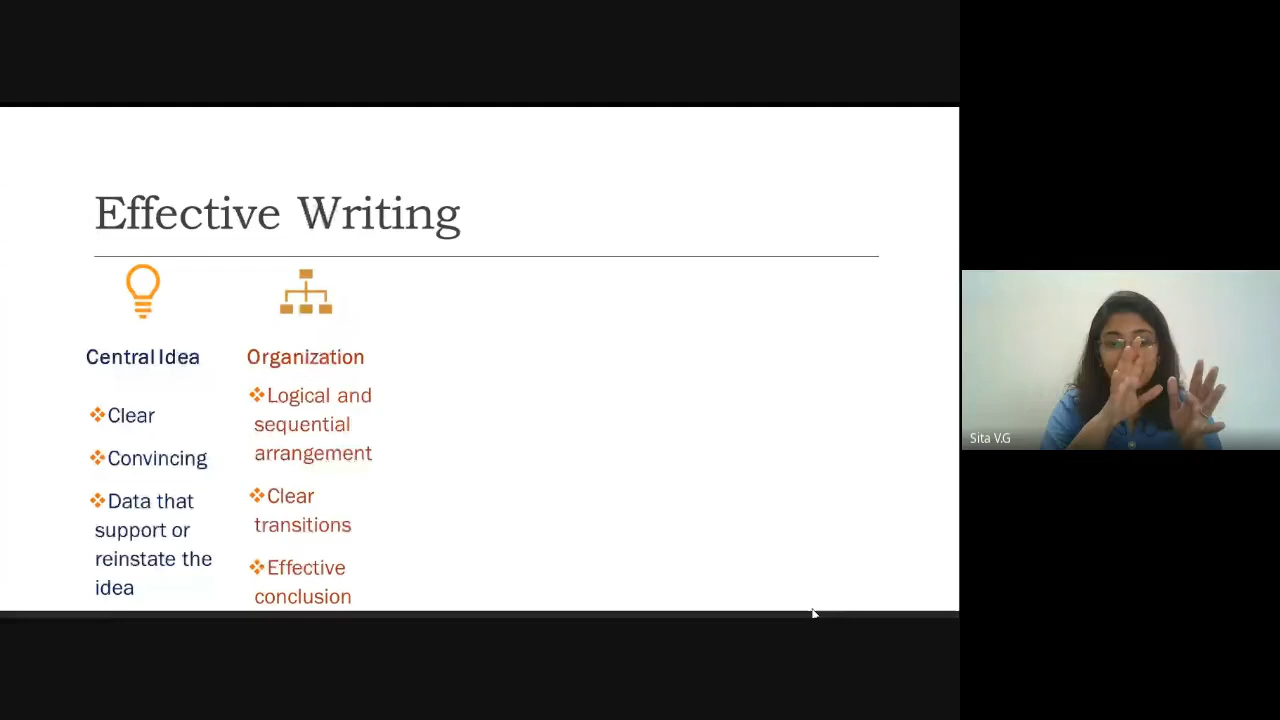 Effective Writing
Central Idea
❖Clear
❖Convincing
❖Data that
support or
reinstate the
idea
Organization
❖Logical and
sequential
arrangement
❖Clear
transitions
❖Effective
conclusion
Sita V.G